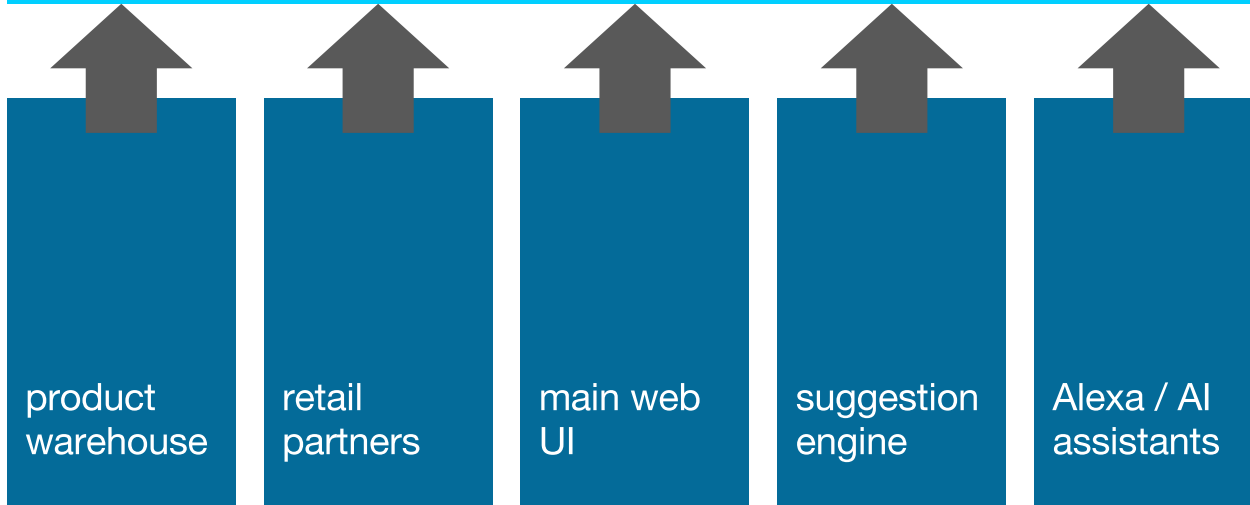 product
warehouse
retail
partners
main web
UI
suggestion
engine
Alexa / AI
assistants